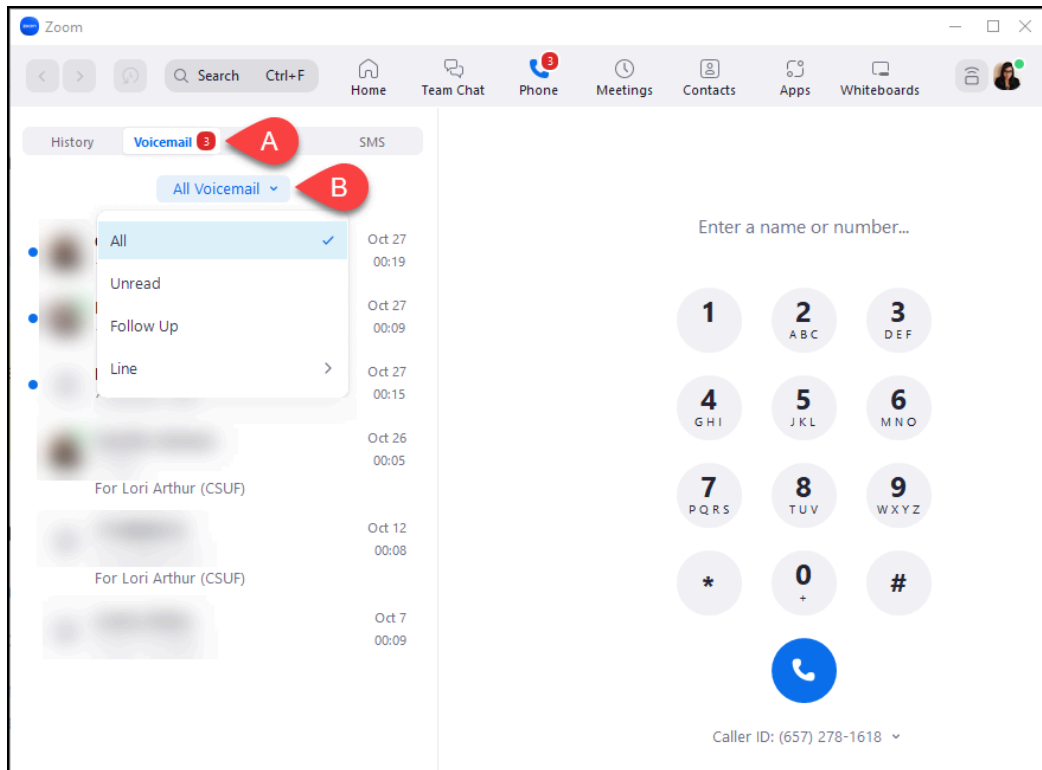 Zoom
Search Ctrl+F
Home
Team Chat
3
Phone
Meetings
Contacts
Apps
Whiteboards
History
Voicemail 3
A
SMS
All Voicemail
B
All
Unread
Follow Up
Line
Oct 27
00:19
Oct 27
00:09
Oct 27
00:15
Oct 26
00:05
For Lori Arthur (CSUF)
Oct 12
00:08
For Lori Arthur (CSUF)
Oct 7
00:09
Enter a name or number...
1
2
ABC
3
DEF
4
GHI
5
JKL
6
MNO
7
PQRS
8
TUV
9
WXYZ
*
0
+
#
Caller ID: (657) 278-1618